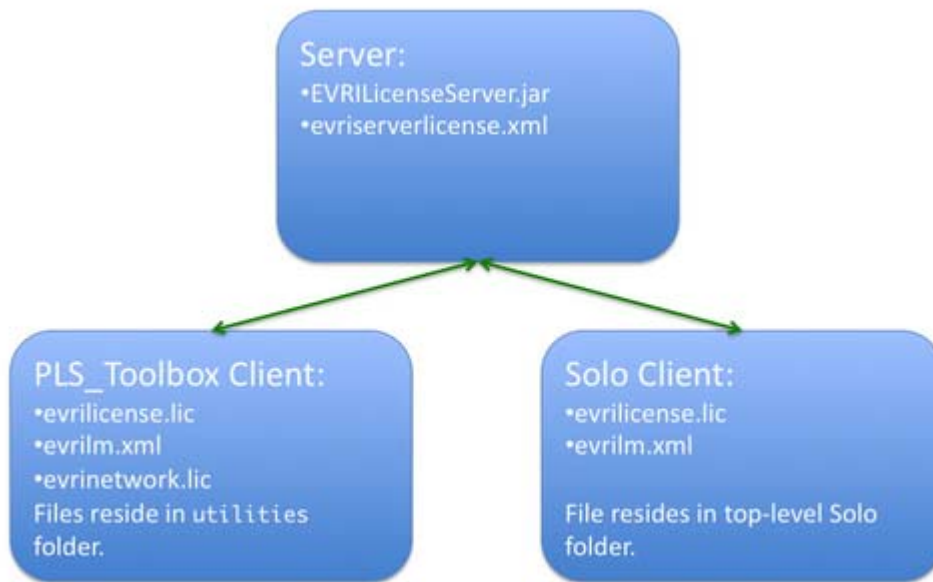 Server:
•EVRILicenseServer.jar
•evriserverlicense.xml
PLS_Toolbox Client:
•evrilicense.lic
•evrilm.xml
•evrinetwork.lic
Files reside in utilities
folder.
Solo Client:
•evrilicense.lic
•evrilm.xml
File resides in top-level Solo
folder.